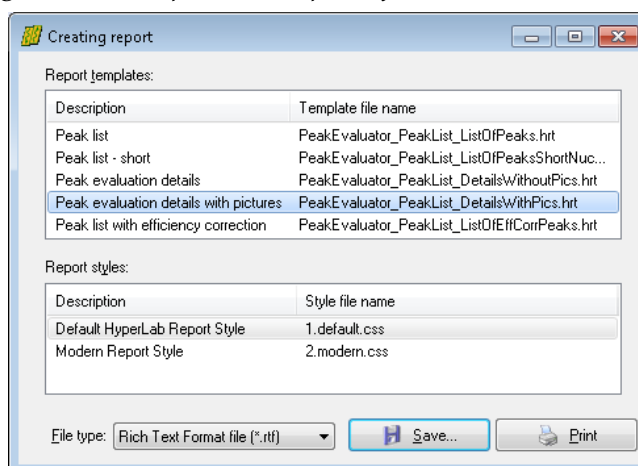 Creating report
Report templates:
Description Template file name
Peak list PeakEvaluator_PeakList_ListOfPeaks.hrt
Peak list - short PeakEvaluator_PeakList_ListOfPeaksShortNuc...
Peak evaluation details PeakEvaluator_PeakList_DetailsWithoutPics.hrt
Peak evaluation details with pictures PeakEvaluator_PeakList_DetailsWithPics.hrt
Peak list with efficiency correction PeakEvaluator_PeakList_ListOfEffCorrPeaks.hrt
Report styles:
Description Style file name
Default HyperLab Report Style 1.default.css
Modern Report Style 2.modern.css
File type: Rich Text Format file (*.rtf) Save... Print